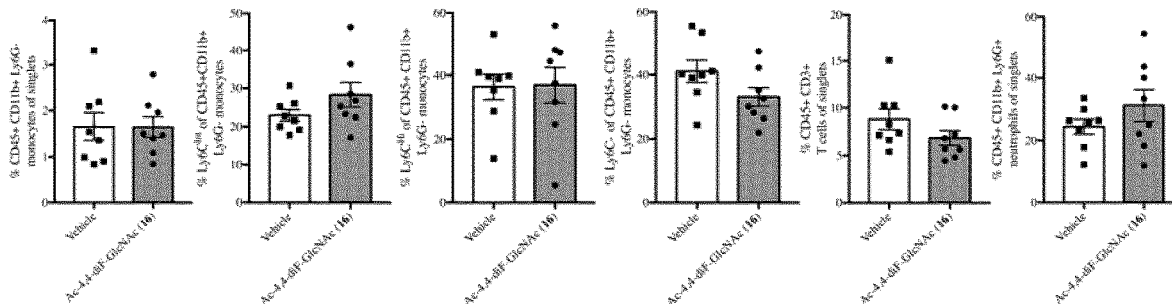 % CD45+ CD11b+ Ly6G-
monocytes of singlets
4
3
2
1
0
Vehicle
Ac-4,4-diF-GlcNAc (16)
% Ly6C^int of CD45+CD11b+
Ly6G- monocytes
50
40
30
20
10
0
Vehicle
Ac-4,4-diF-GlcNAc (16)
% Ly6C^hi of CD45+ CD11b+
Ly6G- monocytes
60
40
20
0
Vehicle
Ac-4,4-diF-GlcNAc (16)
% Ly6C- of CD45+ CD11b+
Ly6G- monocytes
60
40
20
0
Vehicle
Ac-4,4-diF-GlcNAc (16)
% CD45+ CD3+
T cells of singlets
20
15
10
5
0
Vehicle
Ac-4,4-diF-GlcNAc (16)
% CD45+ CD11b+ Ly6G+
neutrophils of singlets
60
40
20
0
Vehicle
Ac-4,4-diF-GlcNAc (16)